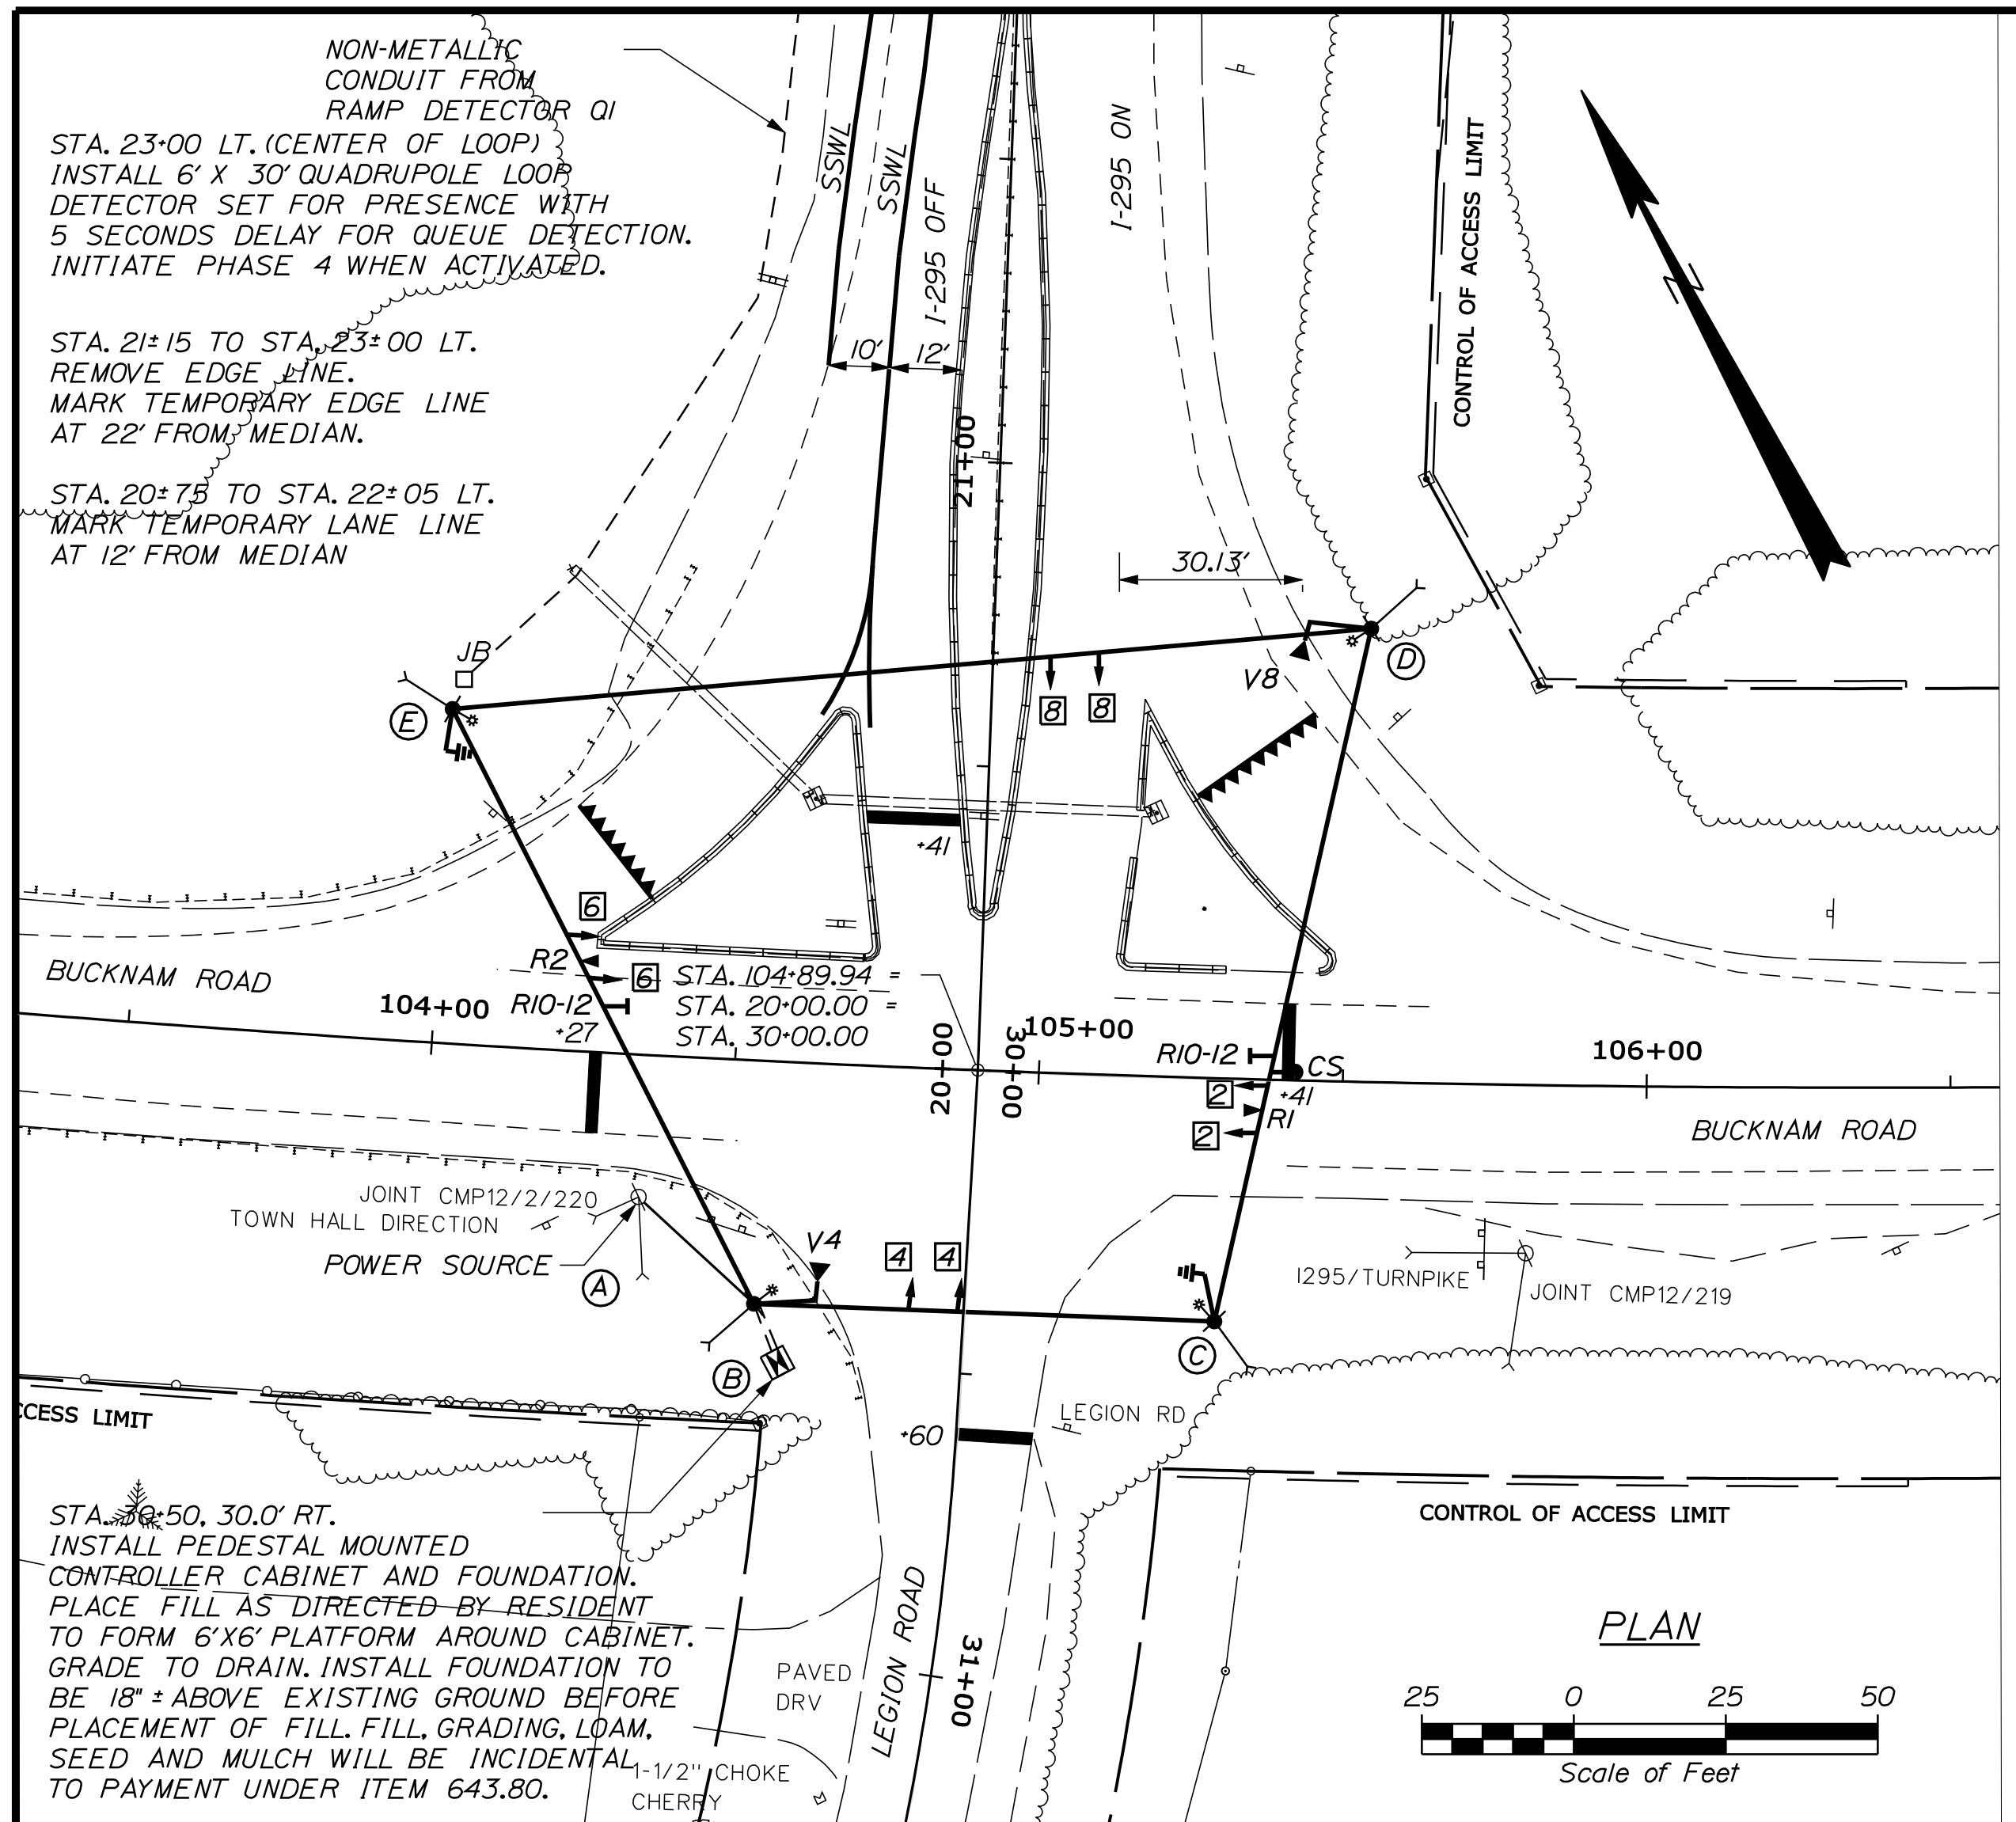 NON-METALLIC
CONDUIT FROM
RAMP DETECTOR Q1
STA. 23+00 LT. (CENTER OF LOOP)
INSTALL 6' X 30' QUADRUPOLE LOOP
DETECTOR SET FOR PRESENCE WITH
5 SECONDS DELAY FOR QUEUE DETECTION.
INITIATE PHASE 4 WHEN ACTIVATED.
STA. 21±15 TO STA. 23±00 LT.
REMOVE EDGE LINE.
MARK TEMPORARY EDGE LINE
AT 22' FROM MEDIAN.
STA. 20±75 TO STA. 22±05 LT.
MARK TEMPORARY LANE LINE
AT 12' FROM MEDIAN
SSWL
SSWL
I-295 OFF
I-295 ON
CONTROL OF ACCESS LIMIT
N
10'
12'
21+00
30.13'
JB
E
D
V8
8
8
+41
6
R2
6
R10-12
+27
BUCKNAM ROAD
104+00
STA. 104+89.94 =
STA. 20+00.00 =
STA. 30+00.00
20+00
30+00
105+00
R10-12
CS
2
+41
R1
2
106+00
BUCKNAM ROAD
JOINT CMP12/2/220
TOWN HALL DIRECTION
POWER SOURCE
A
V4
4
4
B
C
I295/TURNPIKE
JOINT CMP12/219
CCESS LIMIT
+60
LEGION RD
CONTROL OF ACCESS LIMIT
STA. 30+50, 30.0' RT.
INSTALL PEDESTAL MOUNTED
CONTROLLER CABINET AND FOUNDATION.
PLACE FILL AS DIRECTED BY RESIDENT
TO FORM 6'X6' PLATFORM AROUND CABINET.
GRADE TO DRAIN. INSTALL FOUNDATION TO
BE 18" ± ABOVE EXISTING GROUND BEFORE
PLACEMENT OF FILL. FILL, GRADING, LOAM,
SEED AND MULCH WILL BE INCIDENTAL
TO PAYMENT UNDER ITEM 643.80.
PAVED
DRV
LEGION ROAD
31+00
1-1/2" CHOKE
CHERRY
PLAN
25 0 25 50
Scale of Feet